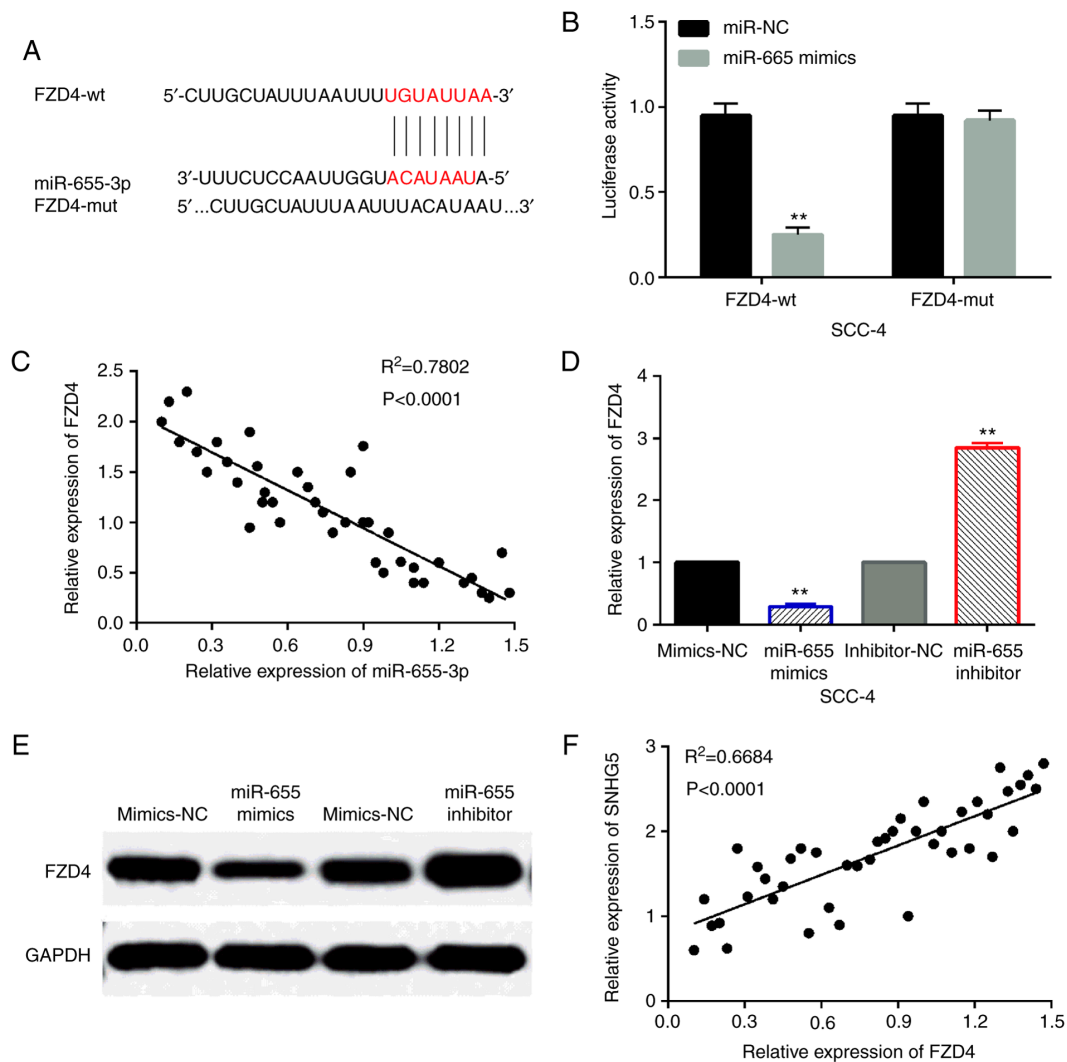 A
FZD4-wt 5′-CUUGCUAUUUAAUUUUGUAUUAA-3′
miR-655-3p 3′-UUUCUCCAAUUGGUACAUAAUA-5′
FZD4-mut 5′...CUUGCUAUUUAAUUUACAUAAU...3′
B
miR-NC
miR-665 mimics
Luciferase activity
1.5
1.0
0.5
0.0
**
FZD4-wt FZD4-mut
SCC-4
C
R²=0.7802
P<0.0001
Relative expression of FZD4
2.5
2.0
1.5
1.0
0.5
0.0
0.0 0.3 0.6 0.9 1.2 1.5
Relative expression of miR-655-3p
D
Relative expression of FZD4
4
3
2
1
0
**
**
Mimics-NC miR-655 mimics Inhibitor-NC miR-655 inhibitor
SCC-4
E
Mimics-NC miR-655 mimics Mimics-NC miR-655 inhibitor
FZD4
GAPDH
F
R²=0.6684
P<0.0001
Relative expression of SNHG5
3
2
1
0
0.0 0.3 0.6 0.9 1.2 1.5
Relative expression of FZD4